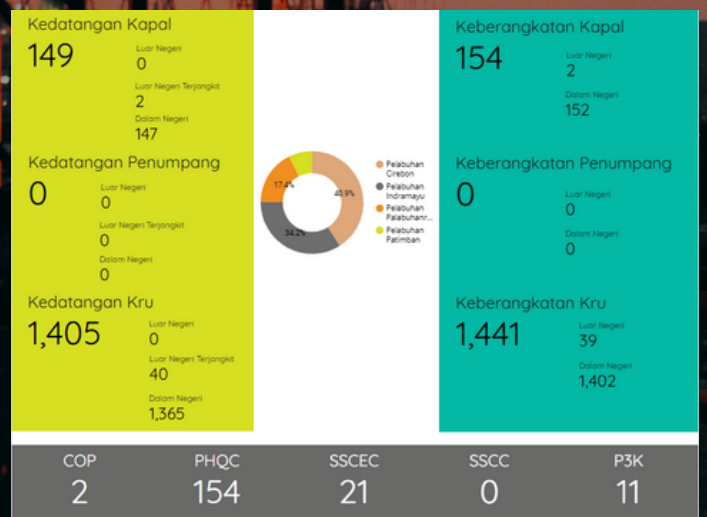 Kedatangan Kapal
149
Luar Negeri
0
Luar Negeri Terjangkit
2
Dalam Negeri
147
Kedatangan Penumpang
0
Luar Negeri
0
Luar Negeri Terjangkit
0
Dalam Negeri
0
Kedatangan Kru
1,405
Luar Negeri
0
Luar Negeri Terjangkit
40
Dalam Negeri
1,365
17.4%
40.9%
34.2%
Pelabuhan
Cirebon
Pelabuhan
Indramayu
Pelabuhan
Palabuhanr...
Pelabuhan
Patimban
Keberangkatan Kapal
154
Luar Negeri
2
Dalam Negeri
152
Keberangkatan Penumpang
0
Luar Negeri
0
Dalam Negeri
0
Keberangkatan Kru
1,441
Luar Negeri
39
Dalam Negeri
1,402
COP
2
PHQC
154
SSCEC
21
SSCC
0
P3K
11